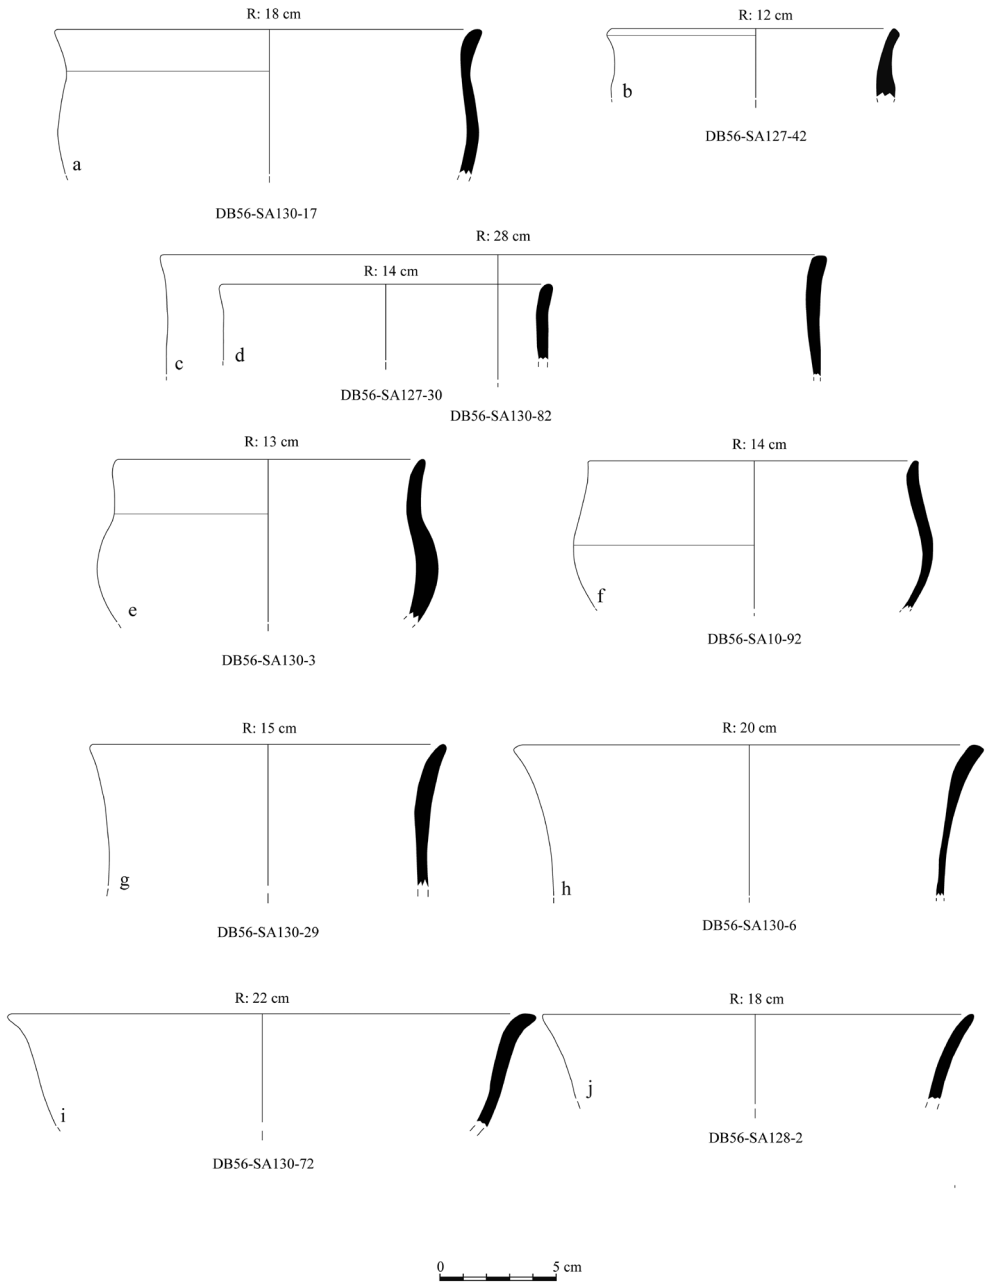 R: 18 cm
a
DB56-SA130-17
R: 12 cm
b
DB56-SA127-42
R: 28 cm
R: 14 cm
c
d
DB56-SA127-30
DB56-SA130-82
R: 13 cm
e
DB56-SA130-3
R: 14 cm
f
DB56-SA10-92
R: 15 cm
g
DB56-SA130-29
R: 20 cm
h
DB56-SA130-6
R: 22 cm
i
DB56-SA130-72
R: 18 cm
j
DB56-SA128-2
0 5 cm